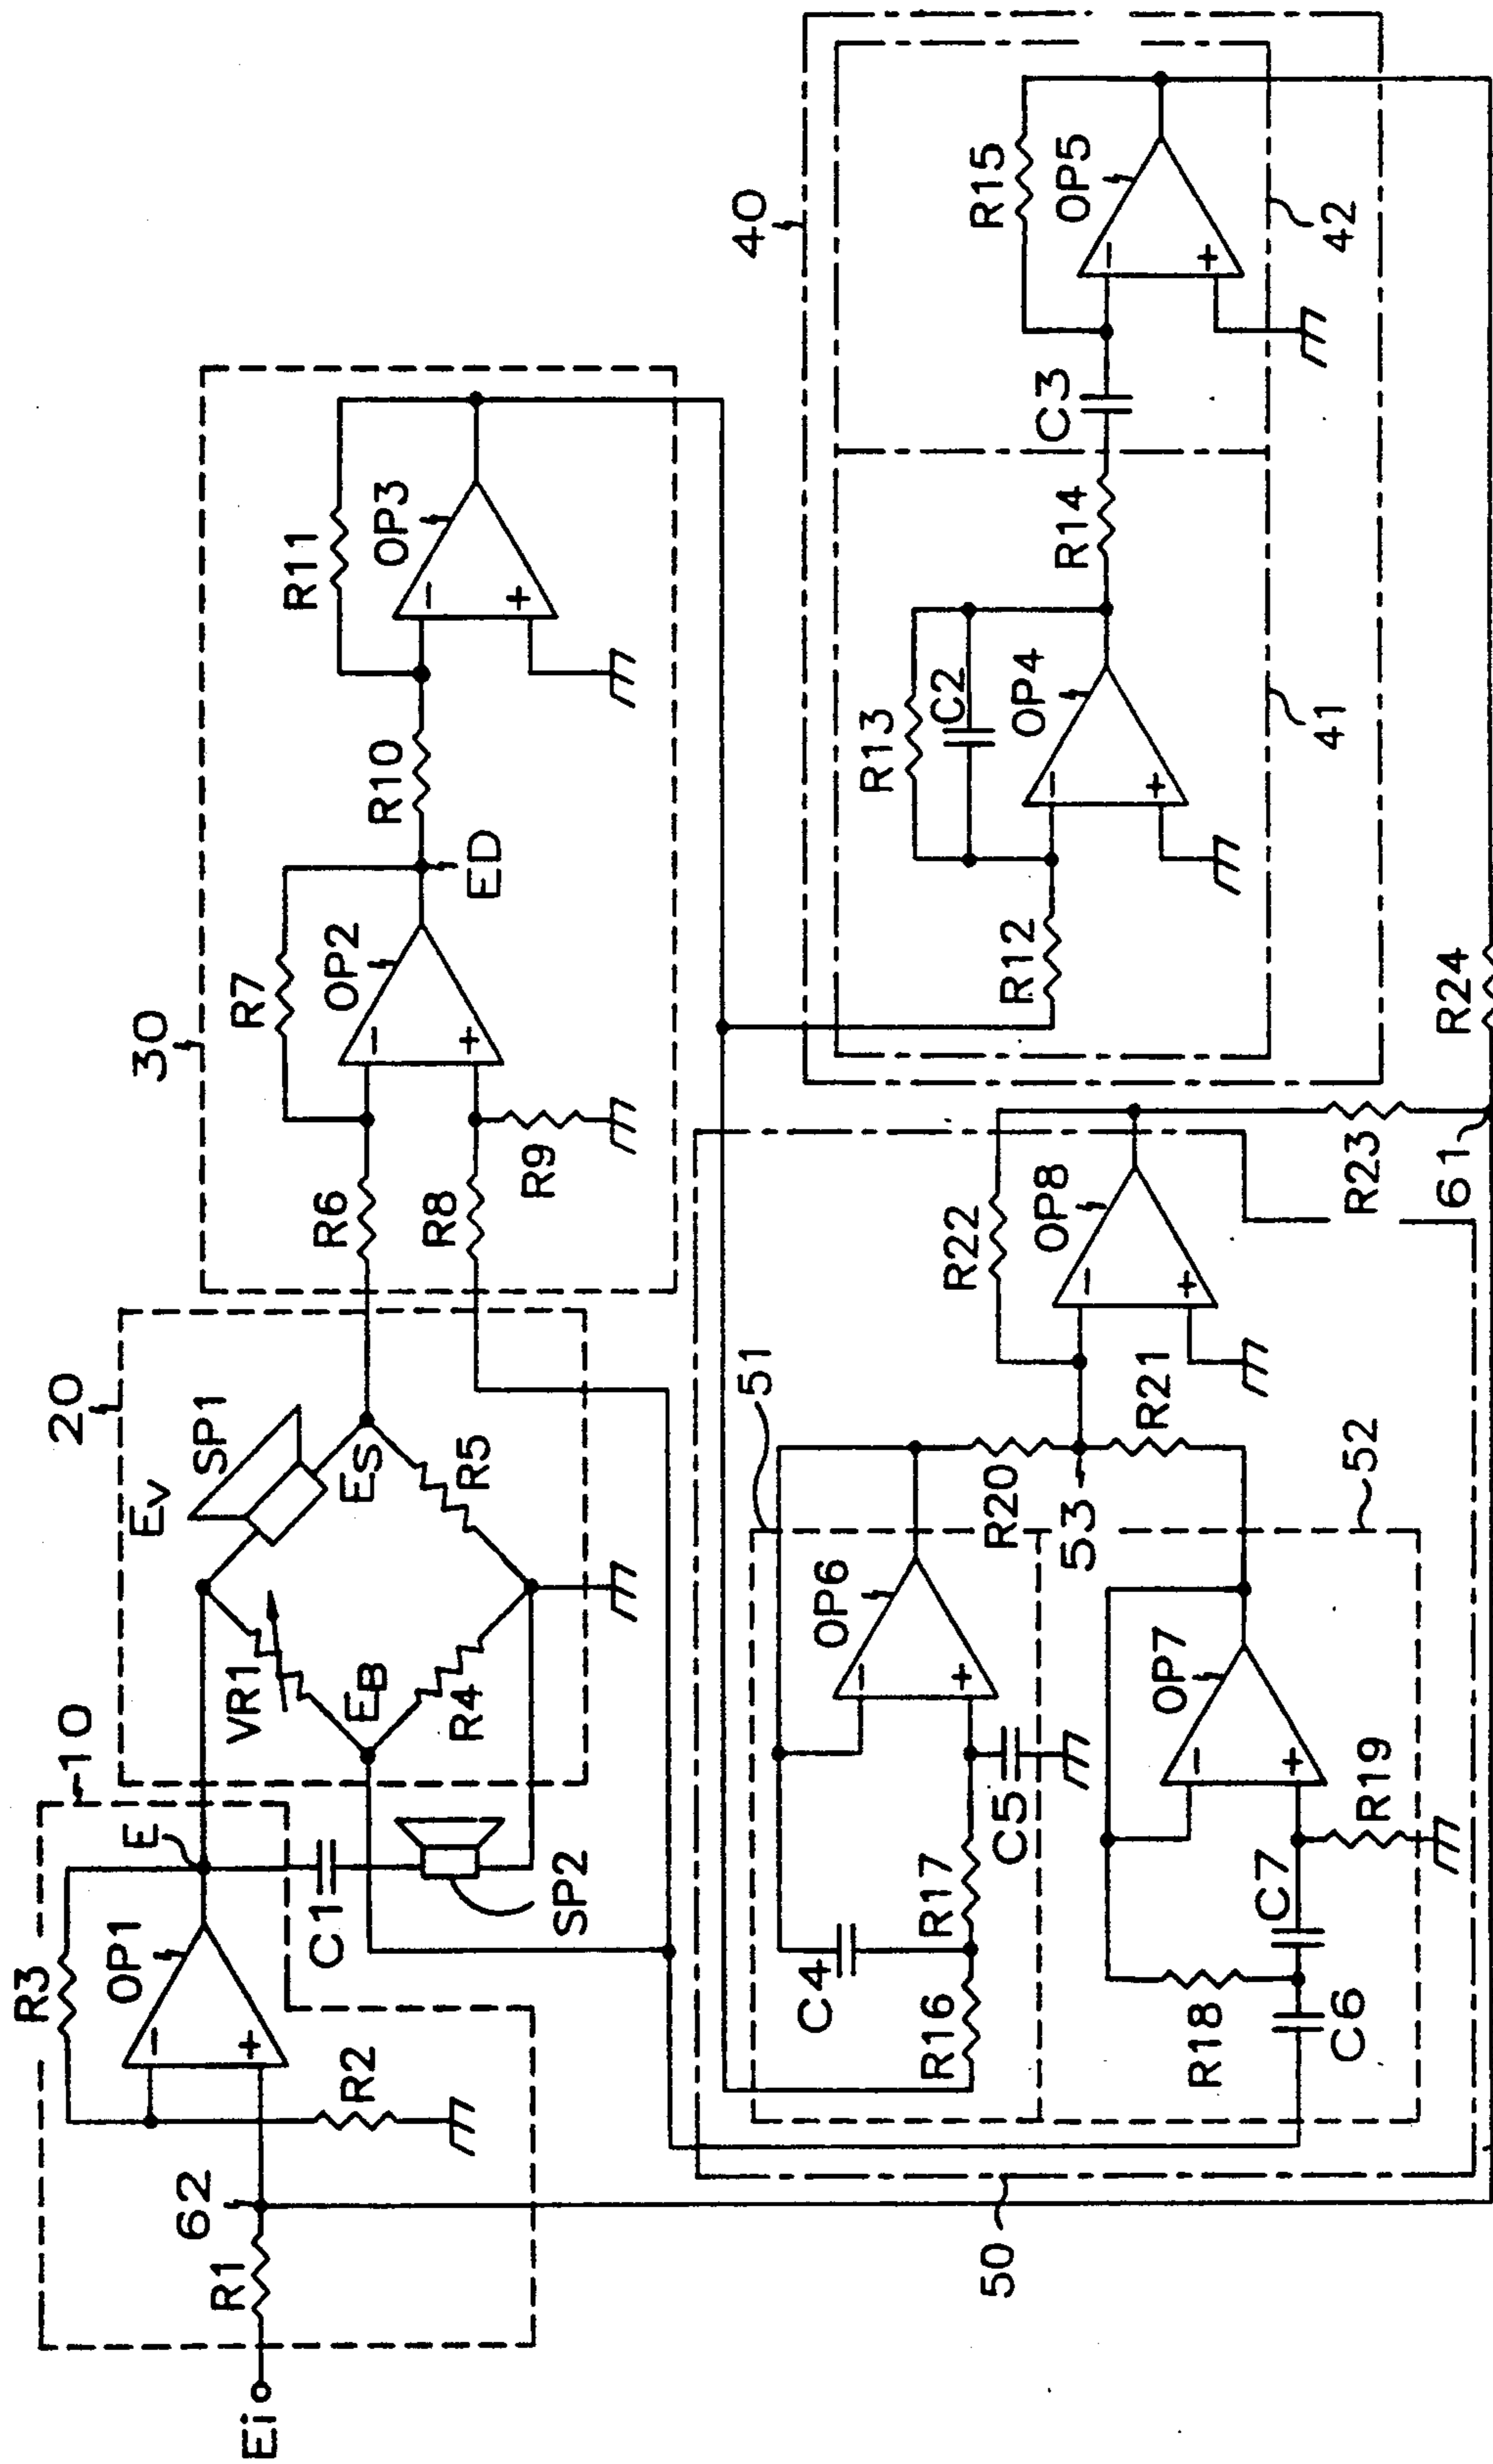 Ei
R1
62
R2
R3
OP1
−
+
E
10
C1
SP2
20
Ev
SP1
VR1
EB
R4
ES
R5
30
R6
R8
R9
R7
OP2
−
+
ED
R10
R11
OP3
−
+
40
R12
R13
C2
OP4
−
+
R14
41
C3
R15
OP5
−
+
42
50
51
R16
C4
R17
C5
OP6
−
+
R20
53
52
C6
R18
C7
R19
OP7
−
+
R21
R22
OP8
−
+
R23
61
R24